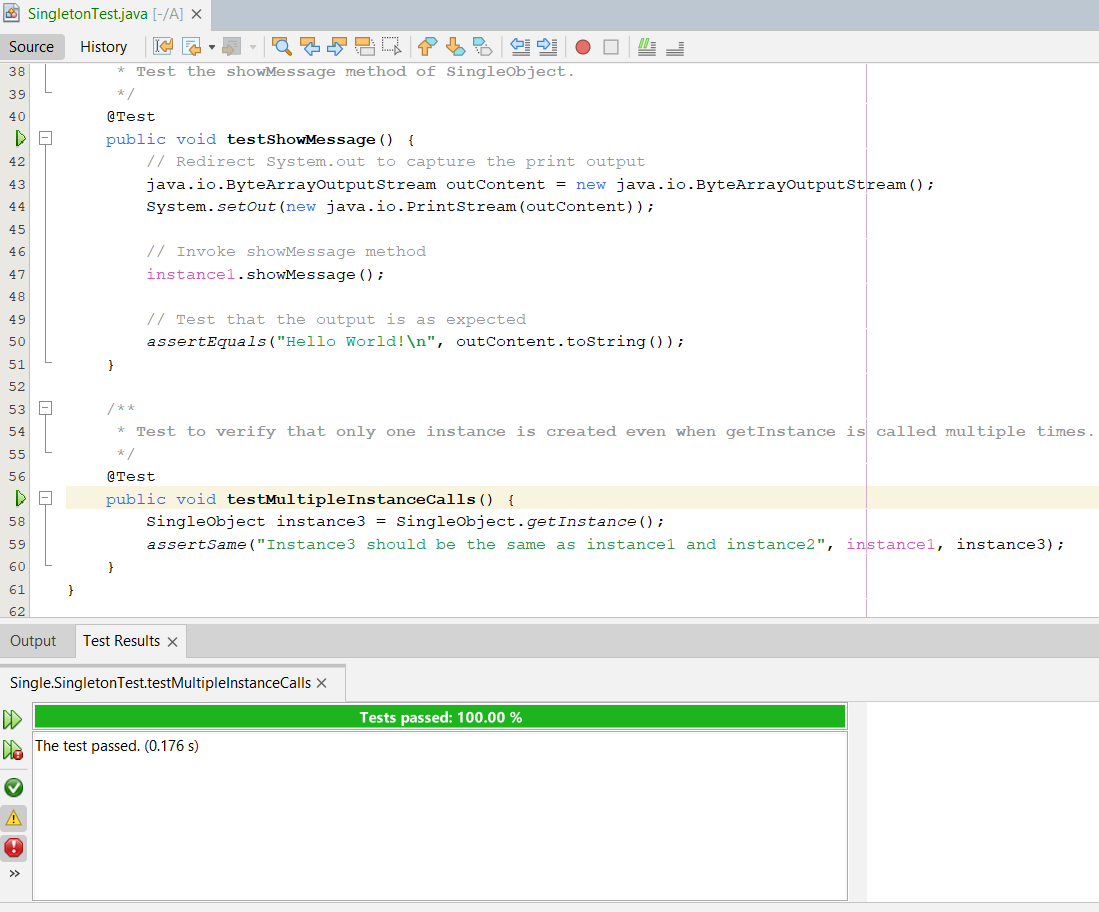 SingletonTest.java [-/A]
Source History
38 * Test the showMessage method of SingleObject.
39 */
40 @Test
public void testShowMessage() {
42 // Redirect System.out to capture the print output
43 java.io.ByteArrayOutputStream outContent = new java.io.ByteArrayOutputStream();
44 System.setOut(new java.io.PrintStream(outContent));
45
46 // Invoke showMessage method
47 instance1.showMessage();
48
49 // Test that the output is as expected
50 assertEquals("Hello World!\n", outContent.toString());
51 }
52
53 /**
54 * Test to verify that only one instance is created even when getInstance is called multiple times.
55 */
56 @Test
public void testMultipleInstanceCalls() {
58 SingleObject instance3 = SingleObject.getInstance();
59 assertSame("Instance3 should be the same as instance1 and instance2", instance1, instance3);
60 }
61 }
62
Output Test Results
Single.SingletonTest.testMultipleInstanceCalls
Tests passed: 100.00 %
The test passed. (0.176 s)